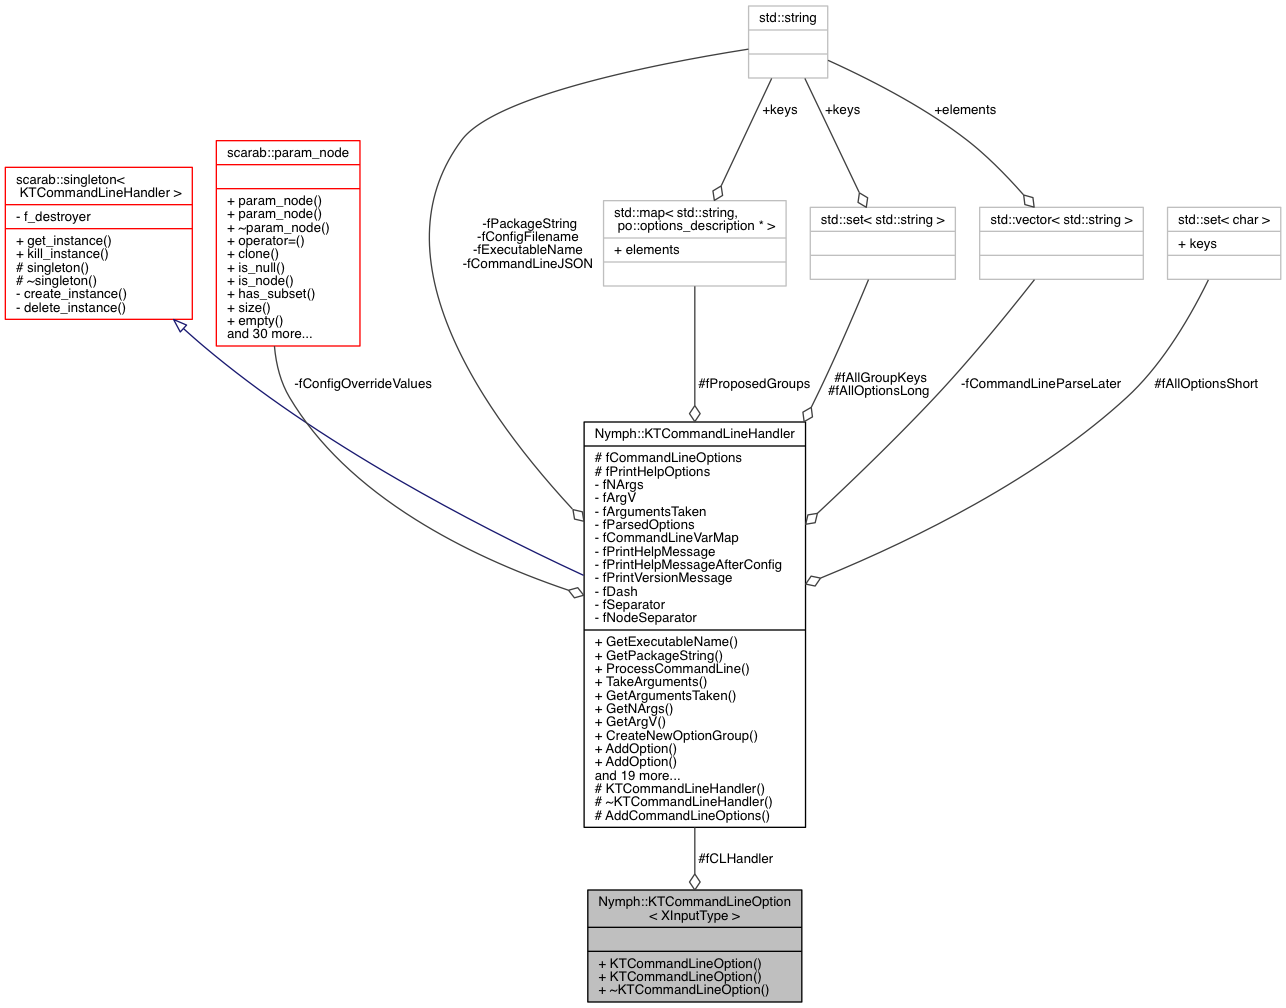 std::string
+keys
+keys
+elements
scarab::param_node
+ param_node()
+ param_node()
+ ~param_node()
+ operator=()
+ clone()
+ is_null()
+ is_node()
+ has_subset()
+ size()
+ empty()
and 30 more...
scarab::singleton<
KTCommandLineHandler >
- f_destroyer
+ get_instance()
+ kill_instance()
# singleton()
# ~singleton()
- create_instance()
- delete_instance()
-fPackageString
-fConfigFilename
-fExecutableName
-fCommandLineJSON
std::map< std::string,
po::options_description * >
+ elements
std::set< std::string >
std::vector< std::string >
std::set< char >
+ keys
-fConfigOverrideValues
#fProposedGroups
#fAllGroupKeys
#fAllOptionsLong
-fCommandLineParseLater
#fAllOptionsShort
Nymph::KTCommandLineHandler
# fCommandLineOptions
# fPrintHelpOptions
- fNArgs
- fArgV
- fArgumentsTaken
- fParsedOptions
- fCommandLineVarMap
- fPrintHelpMessage
- fPrintHelpMessageAfterConfig
- fPrintVersionMessage
- fDash
- fSeparator
- fNodeSeparator
+ GetExecutableName()
+ GetPackageString()
+ ProcessCommandLine()
+ TakeArguments()
+ GetArgumentsTaken()
+ GetNArgs()
+ GetArgV()
+ CreateNewOptionGroup()
+ AddOption()
+ AddOption()
and 19 more...
# KTCommandLineHandler()
# ~KTCommandLineHandler()
# AddCommandLineOptions()
#fCLHandler
Nymph::KTCommandLineOption
< XInputType >
+ KTCommandLineOption()
+ KTCommandLineOption()
+ ~KTCommandLineOption()